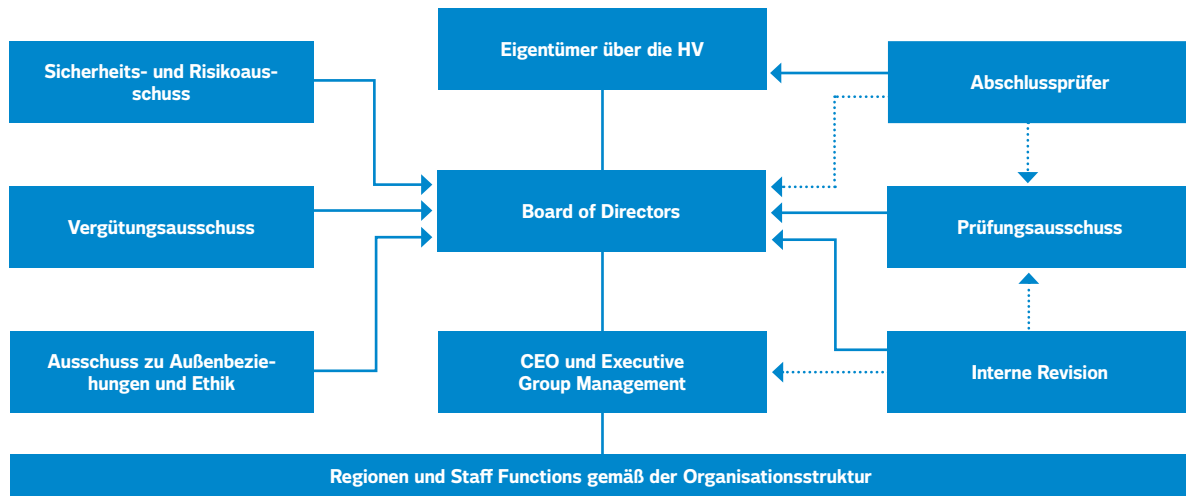 Eigentümer über die HV
Sicherheits- und Risikoaus-
schuss
Abschlussprüfer
Vergütungsausschuss
Board of Directors
Prüfungsausschuss
Ausschuss zu Außenbezie-
hungen und Ethik
CEO und Executive
Group Management
Interne Revision
Regionen und Staff Functions gemäß der Organisationsstruktur